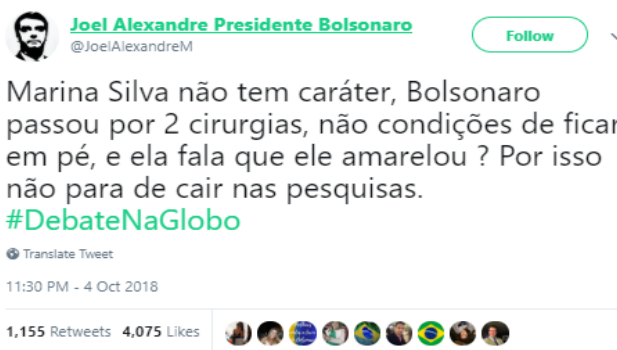 Joel Alexandre Presidente Bolsonaro
@JoelAlexandreM
Follow
Marina Silva não tem caráter, Bolsonaro
passou por 2 cirurgias, não condições de ficar
em pé, e ela fala que ele amarelou ? Por isso
não para de cair nas pesquisas.
#DebateNaGlobo
Translate Tweet
11:30 PM - 4 Oct 2018
1,155 Retweets 4,075 Likes